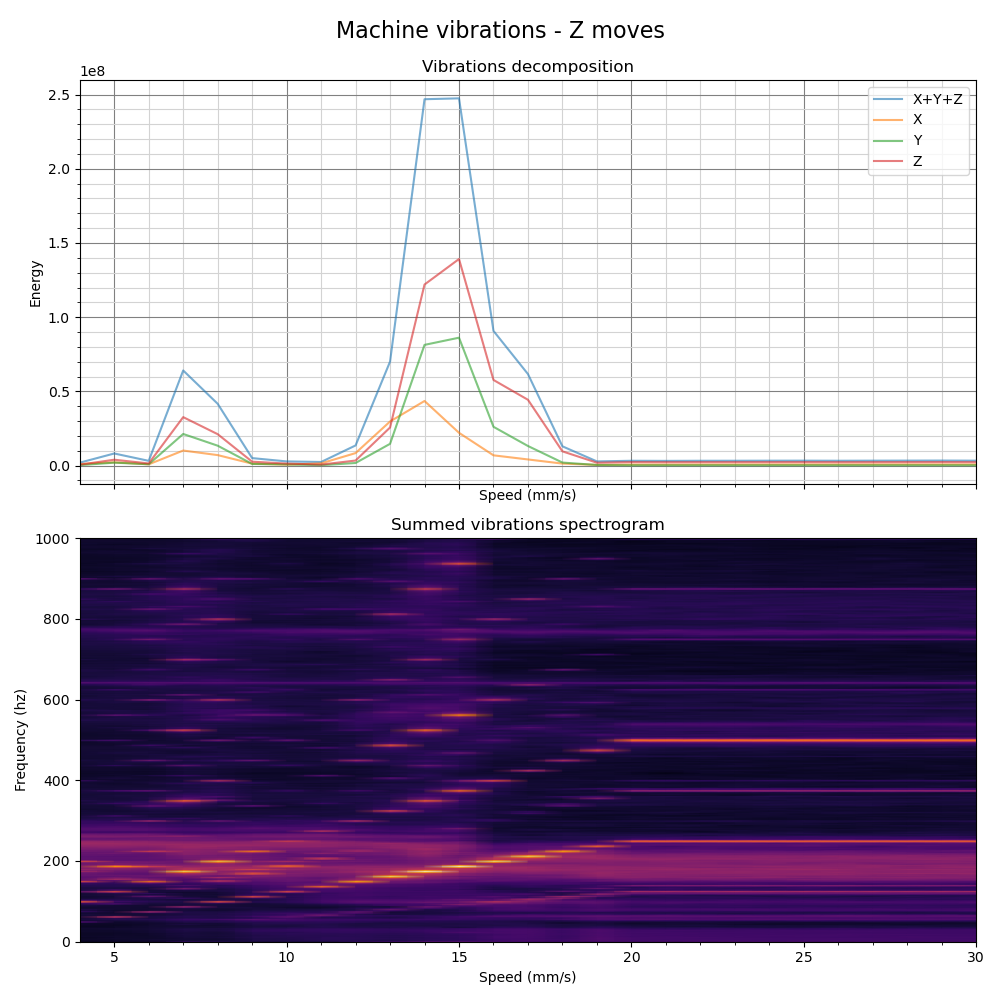 Machine vibrations - Z moves
Vibrations decomposition
1e8
2.5
2.0
1.5
1.0
0.5
0.0
Energy
X+Y+Z
X
Y
Z
Speed (mm/s)
Summed vibrations spectrogram
1000
800
600
400
200
0
Frequency (hz)
5 10 15 20 25 30
Speed (mm/s)